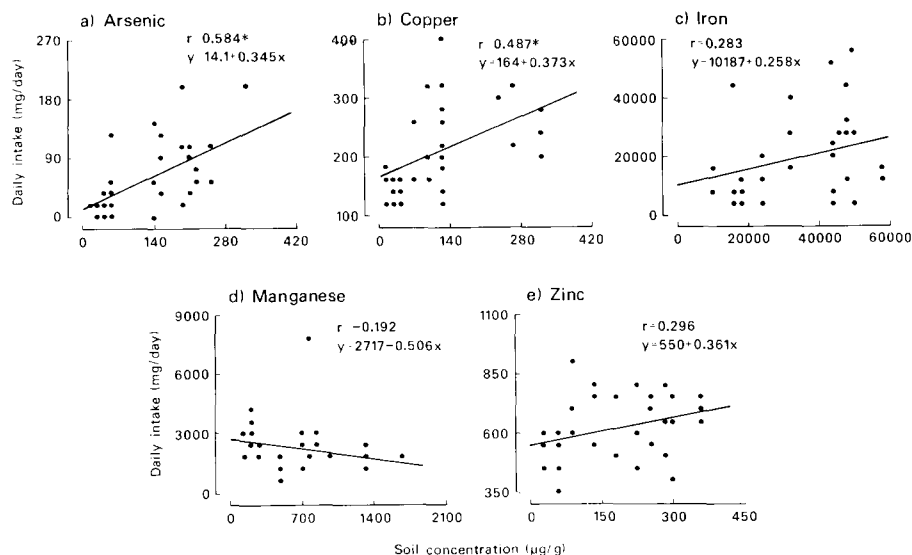 a) Arsenic
r 0.584*
y 14.1+0.345x
270
180
90
0
0 140 280 420
Daily intake (mg/day)
b) Copper
r 0.487*
y=164+0.373x
400
300
200
100
0 140 280 420
c) Iron
r=0.283
y=10187+0.258x
60000
40000
20000
0
0 20000 40000 60000
d) Manganese
r -0.192
y=2717-0.506x
9000
6000
3000
0
0 700 1400 2100
Daily intake (mg/day)
e) Zinc
r=0.296
y=550+0.361x
1100
850
600
350
0 150 300 450
Soil concentration (µg/g)